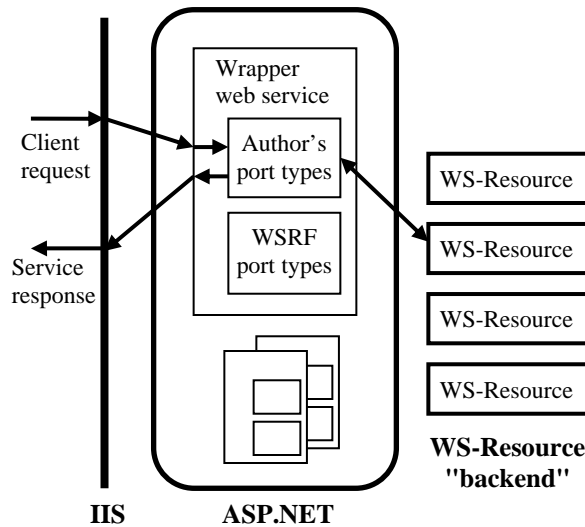 Wrapper
web service
Client
request
Author's
port types
WSRF
port types
Service
response
WS-Resource
WS-Resource
WS-Resource
WS-Resource
WS-Resource
"backend"
IIS
ASP.NET